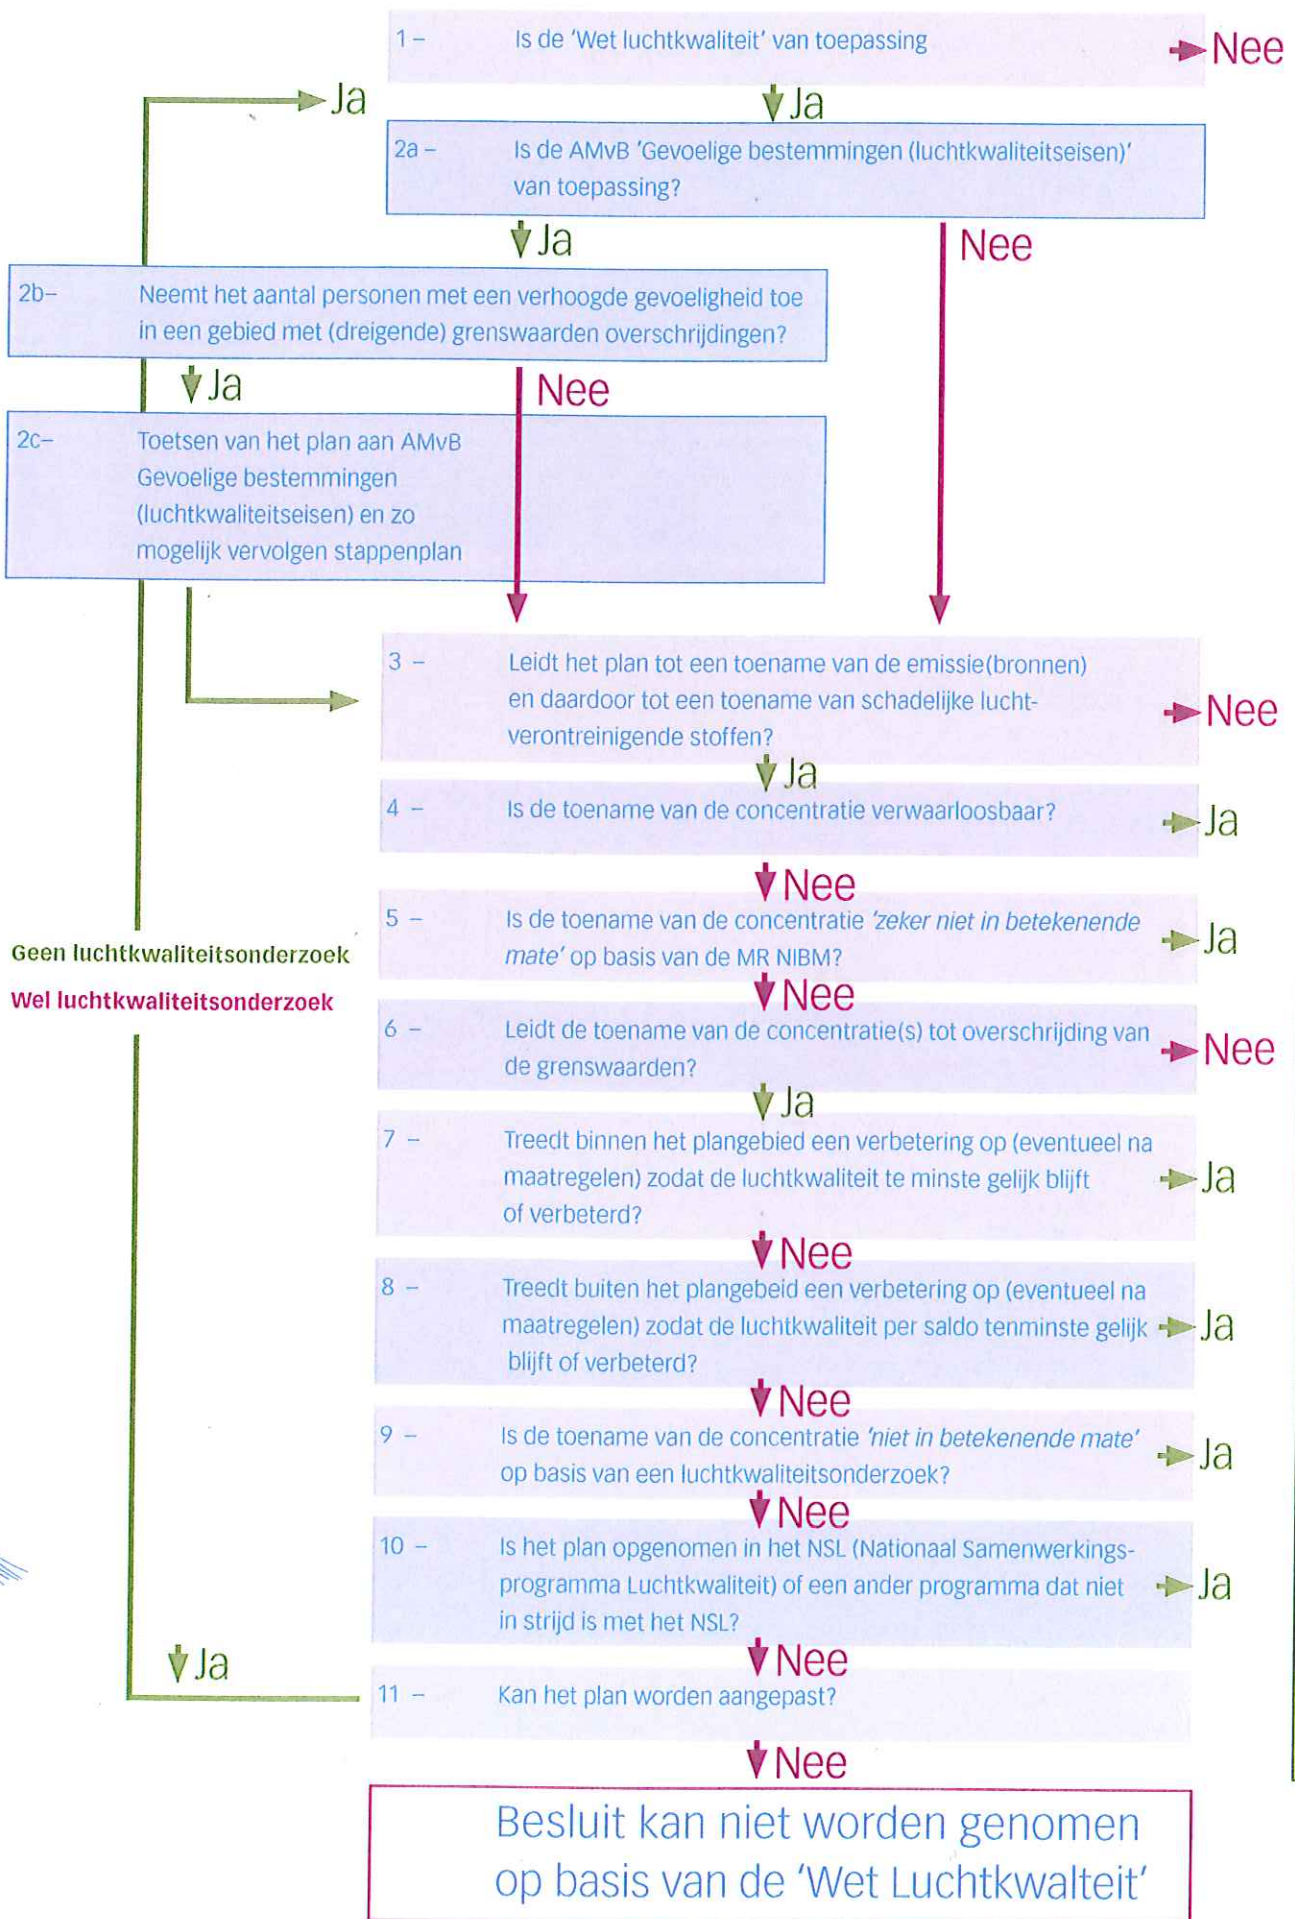 1 – Is de ‘Wet luchtkwaliteit’ van toepassing
Nee
Ja
Ja
2a – Is de AMvB ‘Gevoelige bestemmingen (luchtkwaliteitseisen)’
van toepassing?
Ja
Nee
2b– Neemt het aantal personen met een verhoogde gevoeligheid toe
in een gebied met (dreigende) grenswaarden overschrijdingen?
Ja
Nee
2c– Toetsen van het plan aan AMvB
Gevoelige bestemmingen
(luchtkwaliteitseisen) en zo
mogelijk vervolgen stappenplan
3 – Leidt het plan tot een toename van de emissie(bronnen)
en daardoor tot een toename van schadelijke lucht-
verontreinigende stoffen?
Nee
Ja
4 – Is de toename van de concentratie verwaarloosbaar?
Ja
Nee
5 – Is de toename van de concentratie ‘zeker niet in betekenende
mate’ op basis van de MR NIBM?
Ja
Geen luchtkwaliteitsonderzoek
Wel luchtkwaliteitsonderzoek
Nee
6 – Leidt de toename van de concentratie(s) tot overschrijding van
de grenswaarden?
Nee
Ja
7 – Treedt binnen het plangebied een verbetering op (eventueel na
maatregelen) zodat de luchtkwaliteit te minste gelijk blijft
of verbeterd?
Ja
Nee
8 – Treedt buiten het plangebeid een verbetering op (eventueel na
maatregelen) zodat de luchtkwaliteit per saldo tenminste gelijk
blijft of verbeterd?
Ja
Nee
9 – Is de toename van de concentratie ‘niet in betekenende mate’
op basis van een luchtkwaliteitsonderzoek?
Ja
Nee
10 – Is het plan opgenomen in het NSL (Nationaal Samenwerkings-
programma Luchtkwaliteit) of een ander programma dat niet
in strijd is met het NSL?
Ja
Nee
Ja
11 – Kan het plan worden aangepast?
Nee
Besluit kan niet worden genomen
op basis van de ‘Wet Luchtkwalteit’